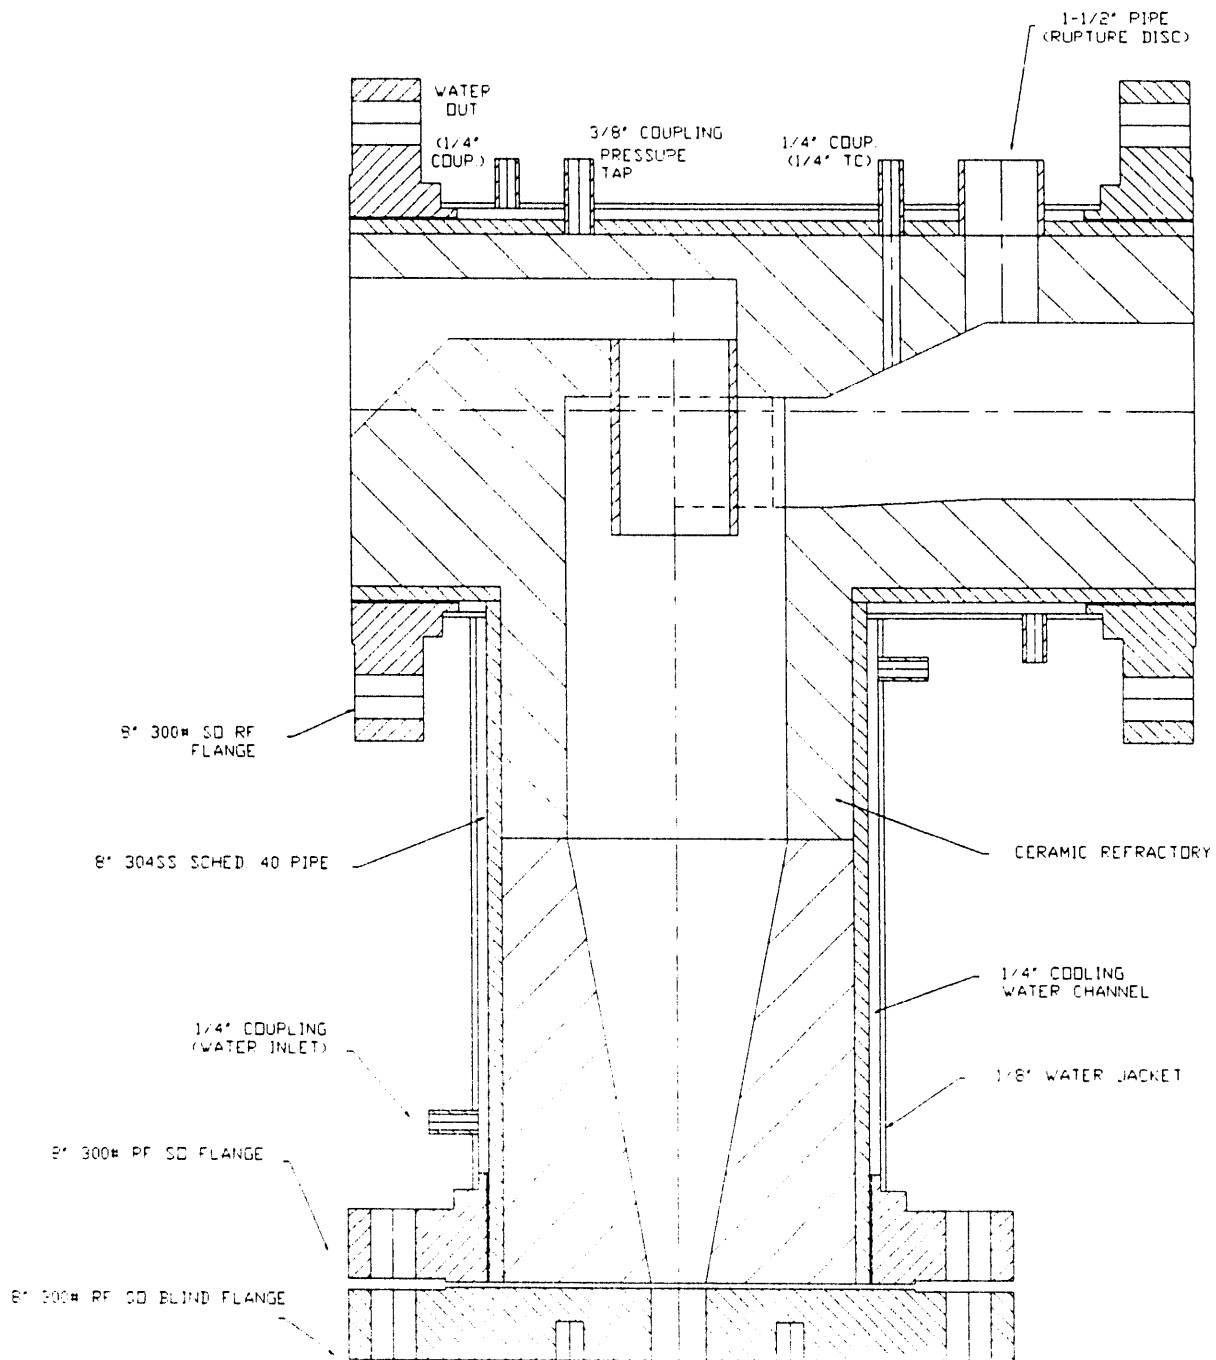 1-1/2" PIPE
(RUPTURE DISC)
WATER
OUT
(1/4"
COUP.)
3/8" COUPLING
PRESSURE
TAP
1/4" COUP.
(1/4" TC)
8" 300# SO RF
FLANGE
8" 304SS SCHED. 40 PIPE
CERAMIC REFRACTORY
1/4" COOLING
WATER CHANNEL
1/4" COUPLING
(WATER INLET)
1/8" WATER JACKET
8" 300# RF SO FLANGE
8" 300# RF SO BLIND FLANGE